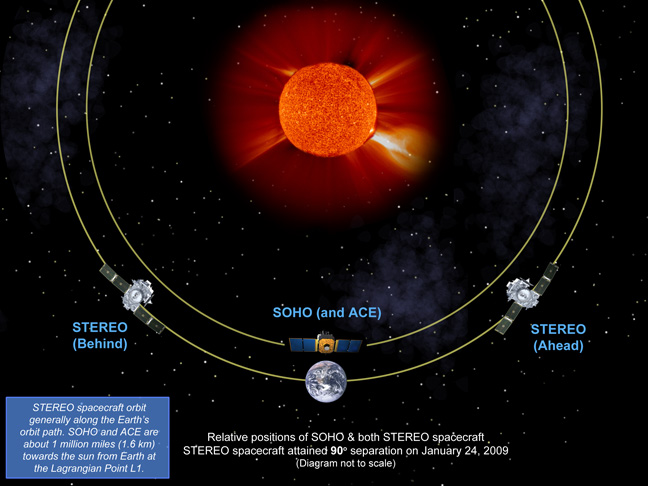 SOHO (and ACE)
STEREO
(Behind)
STEREO
(Ahead)
STEREO spacecraft orbit
generally along the Earth's
orbit path. SOHO and ACE are
about 1 million miles (1.6 km)
towards the sun from Earth at
the Lagrangian Point L1.
Relative positions of SOHO & both STEREO spacecraft
STEREO spacecraft attained 90° separation on January 24, 2009
(Diagram not to scale)